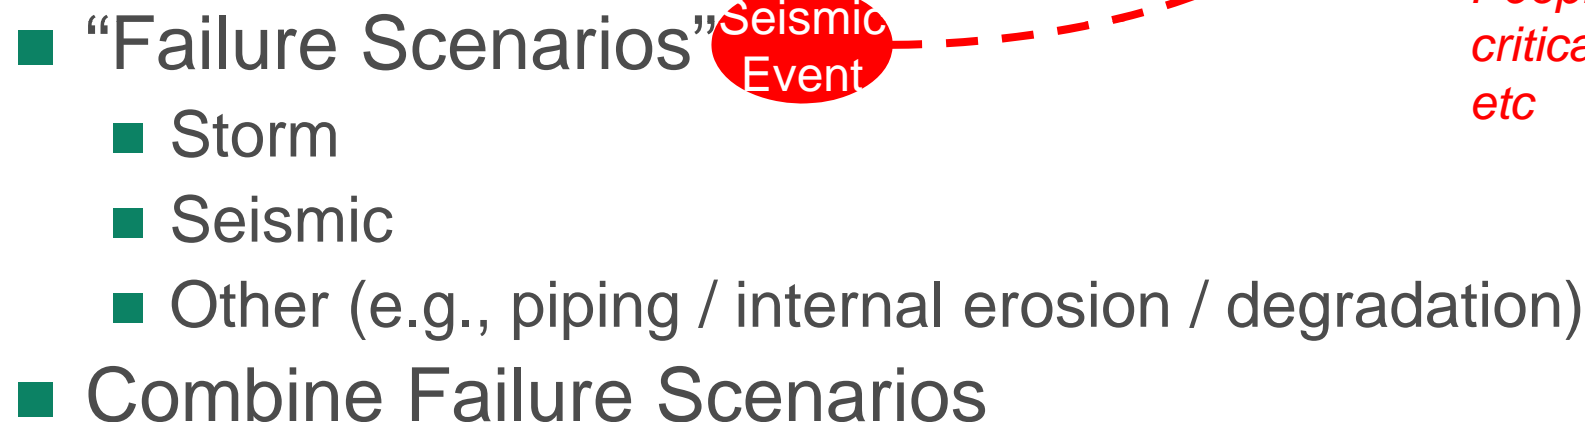 “Failure Scenarios”
Seismic
Event
critica
etc
Storm
Seismic
Other (e.g., piping / internal erosion / degradation)
Combine Failure Scenarios